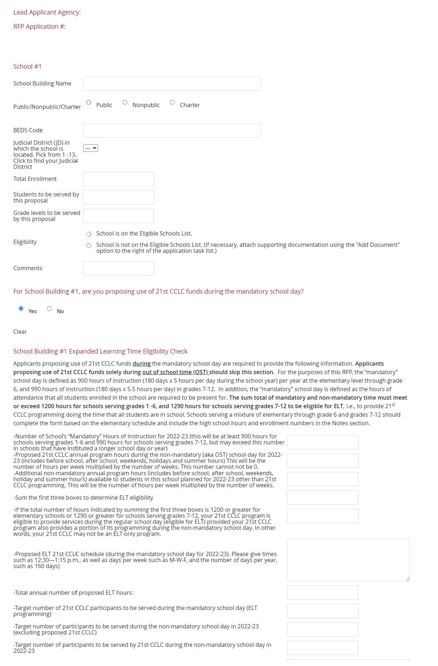 Lead Applicant Agency:
RFP Application #:
School #1
School Building Name
Public/Nonpublic/Charter
Public Nonpublic Charter
BEDS Code
Judicial District (JD) in
which the school is
located. Pick from 1 -13.
Click to find your Judicial
District
---
Total Enrollment
Students to be served by
this proposal
Grade levels to be served
by this proposal
Eligibility
School is on the Eligible Schools List.
School is not on the Eligible Schools List. (If necessary, attach supporting documentation using the "Add Document"
option to the right of the application task list.)
Comments
For School Building #1, are you proposing use of 21st CCLC funds during the mandatory school day?
Yes No
Clear
School Building #1 Expanded Learning Time Eligibility Check
Applicants proposing use of 21st CCLC funds during the mandatory school day are required to provide the following information. Applicants
proposing use of 21st CCLC funds solely during out of school time (OST) should skip this section. For the purposes of this RFP, the "mandatory"
school day is defined as 900 hours of instruction (180 days x 5 hours per day during the school year) per year at the elementary level through grade
6, and 990 hours of instruction (180 days x 5.5 hours per day) in grades 7-12. In addition, the "mandatory" school day is defined as the hours of
attendance that all students enrolled in the school are required to be present for. The sum total of mandatory and non-mandatory time must meet
or exceed 1200 hours for schools serving grades 1 -6, and 1290 hours for schools serving grades 7-12 to be eligible for ELT, i.e., to provide 21st
CCLC programming doing the time that all students are in school. Schools serving a mixture of elementary through grade 6 and grades 7-12 should
complete the form based on the elementary schedule and include the high school hours and enrollment numbers in the Notes section.
-Number of School's "Mandatory" Hours of Instruction for 2022-23 (this will be at least 900 hours for
schools serving grades 1-6 and 990 hours for schools serving grades 7-12, but may exceed this number
in schools that have instituted a longer school day or year)
-Proposed 21st CCLC annual program hours during the non-mandatory (aka OST) school day for 2022-
23 (includes before school, after School, weekends, holidays and summer hours) This will be the
number of hours per week multiplied by the number of weeks. This number cannot be 0.
-Additional non-mandatory annual program hours (includes before school, after school, weekends,
holiday and summer hours) available to students in this school planned for 2022-23 other than 21st
CCLC programming. This will be the number of hours per week multiplied by the number of weeks.
-Sum the first three boxes to determine ELT eligibility
-If the total number of hours indicated by summing the first three boxes is 1200 or greater for
elementary schools or 1290-or greater for schools serving grades 7-12, your 21st CCLC program is
eligible to provide services during the regular school day (eligible for ELT) provided your 21st CCLC
program also provides a portion of its programming during the non-mandatory school day. In other
words, your 21st CCLC may not be an ELT-only program.
-Proposed ELT 21st CCLC schedule (during the mandatory school day for 2022-23). Please give times
such as 12:30—1:15 p.m., as well as days per week such as M-W-F, and the number of days per year,
such as 160 days)
-Total annual number of proposed ELT hours:
-Target number of 21st CCLC participants to be served during the mandatory school day (ELT
programming)
-Target number of participants to be served during the non-mandatory school day in 2022-23
(excluding proposed 21st CCLC)
-Target number of participants to be served by 21st CCLC during the non-mandatory school day in
2022-23